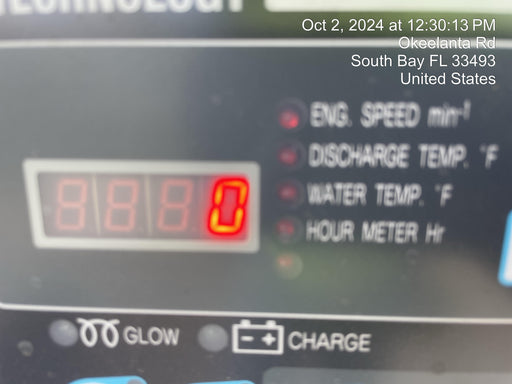 TECHNOLOGY
Oct 2, 2024 at 12:30:13 PM
Okeelanta Rd
South Bay FL 33493
United States
ENG. SPEED min-1
DISCHARGE TEMP. °F
WATER TEMP. °F
HOUR METER Hr
0
GLOW
CHARGE